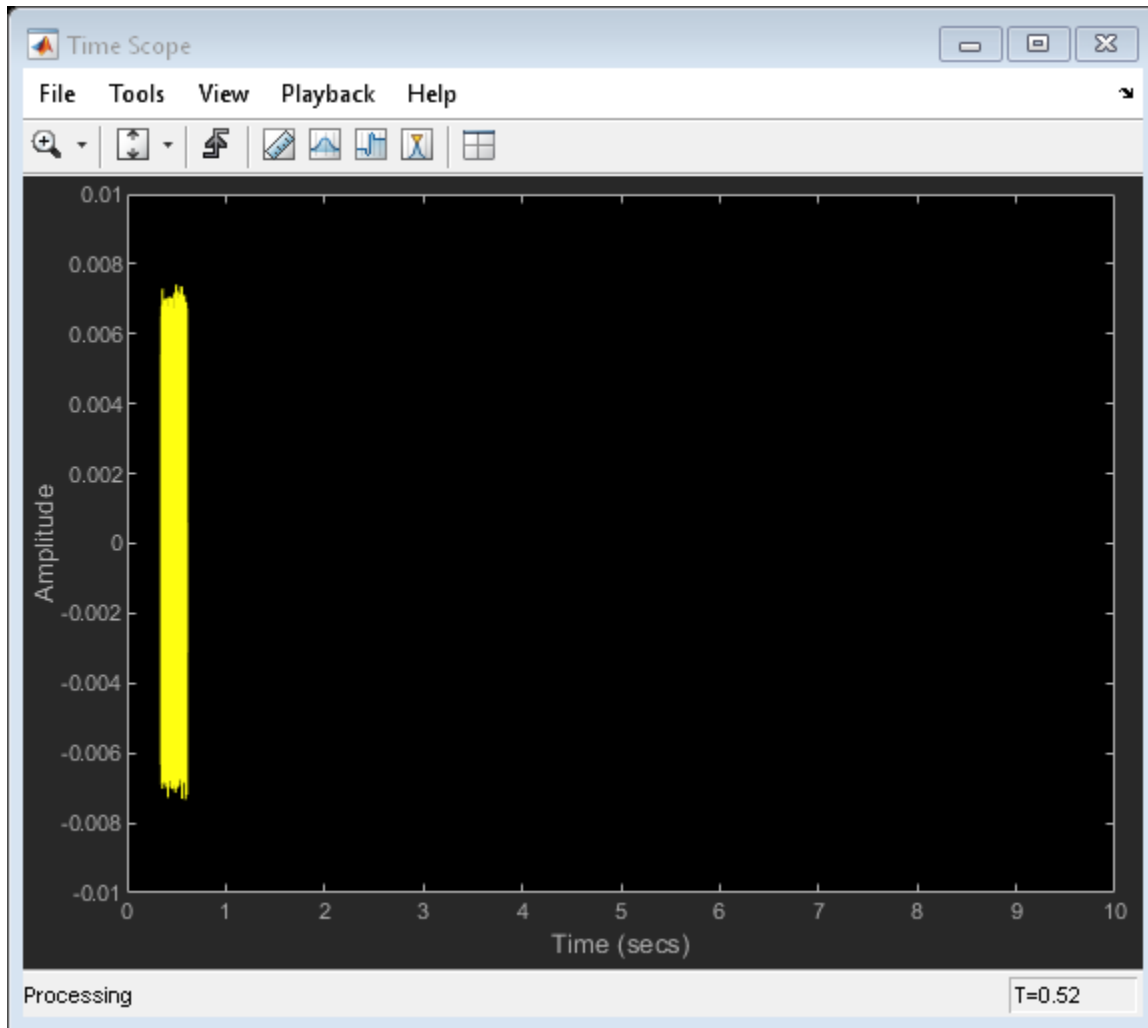 Time Scope
File Tools View Playback Help
0.01
0.008
0.006
0.004
0.002
0
-0.002
-0.004
-0.006
-0.008
-0.01
Amplitude
0 1 2 3 4 5 6 7 8 9 10
Time (secs)
Processing T=0.52